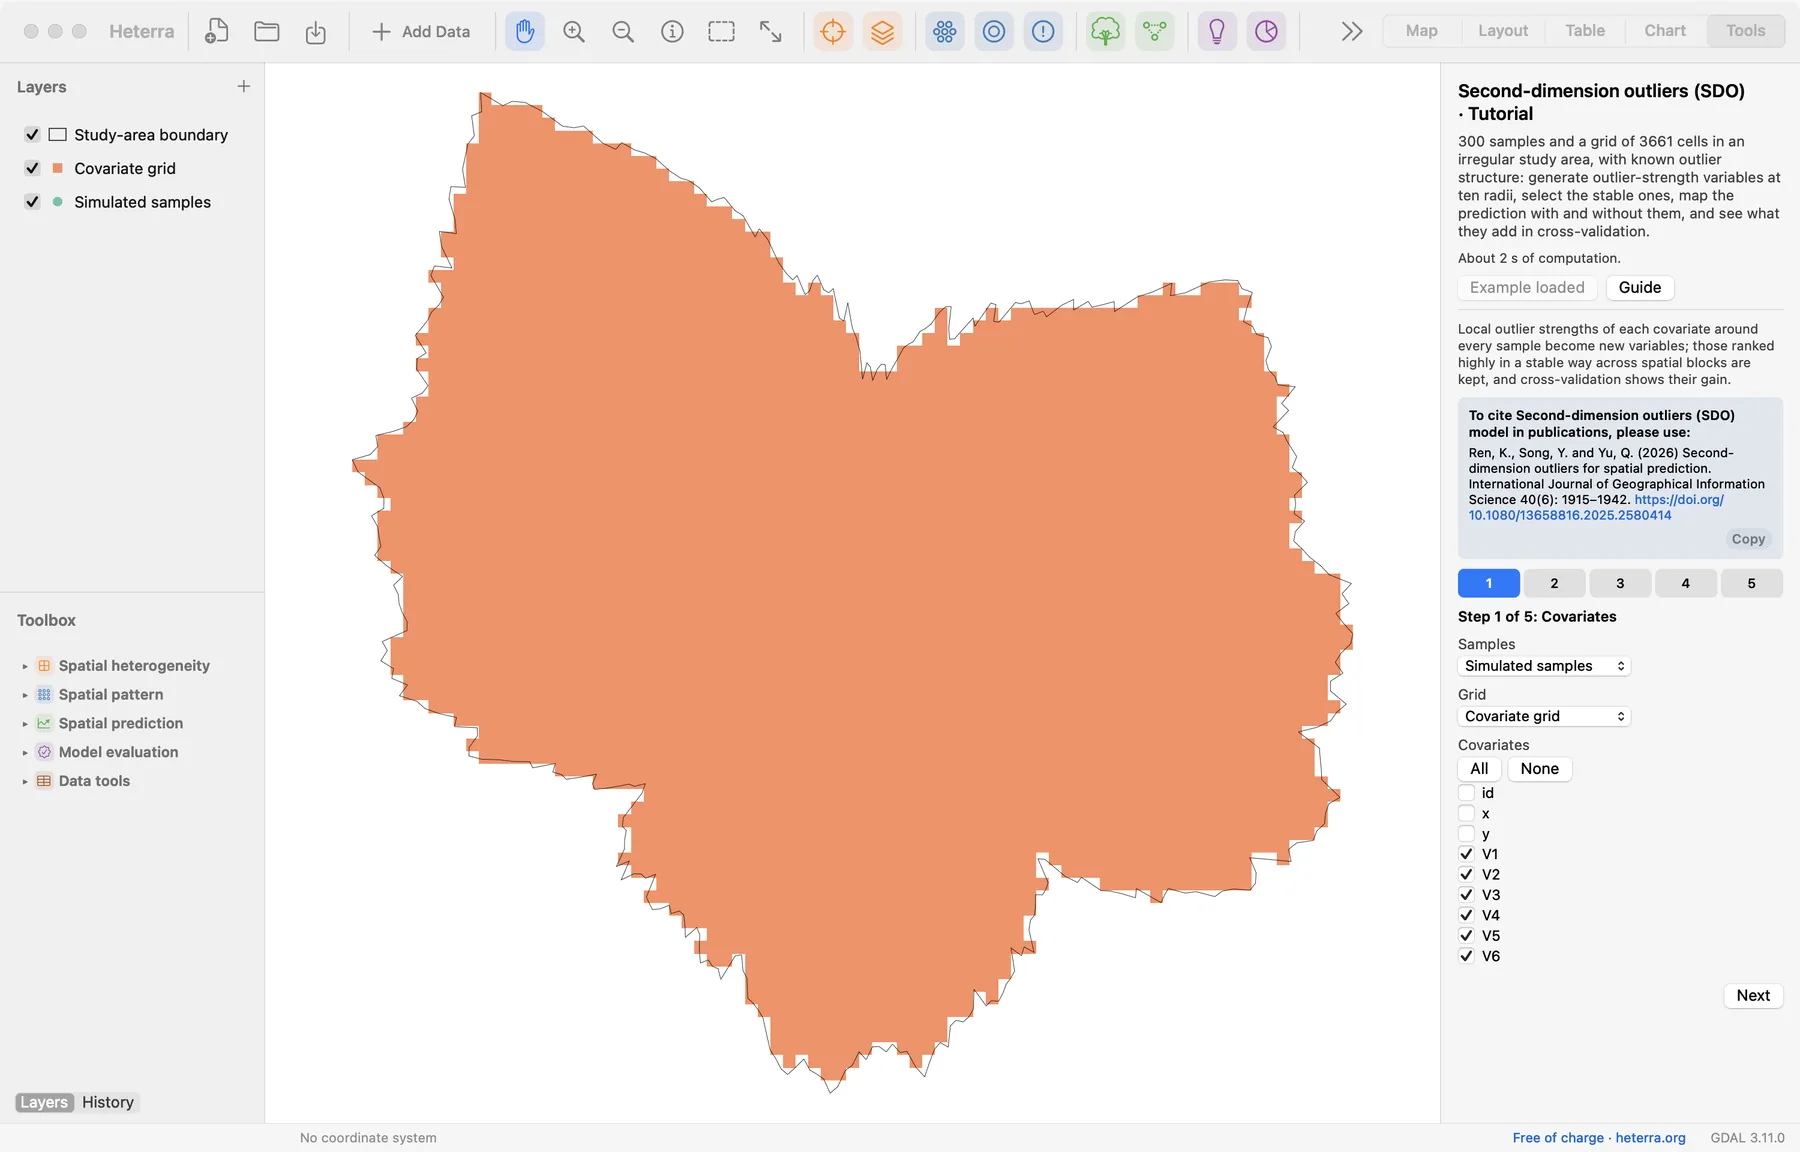 Heterra
Add Data
Map
Layout
Table
Chart
Tools
Layers
Study-area boundary
Covariate grid
Simulated samples
Toolbox
Spatial heterogeneity
Spatial pattern
Spatial prediction
Model evaluation
Data tools
Layers
History
Second-dimension outliers (SDO)
· Tutorial
300 samples and a grid of 3661 cells in an
irregular study area, with known outlier
structure: generate outlier-strength variables at
ten radii, select the stable ones, map the
prediction with and without them, and see what
they add in cross-validation.
About 2 s of computation.
Example loaded
Guide
Local outlier strengths of each covariate around
every sample become new variables; those ranked
highly in a stable way across spatial blocks are
kept, and cross-validation shows their gain.
To cite Second-dimension outliers (SDO)
model in publications, please use:
Ren, K., Song, Y. and Yu, Q. (2026) Second-
dimension outliers for spatial prediction.
International Journal of Geographical Information
Science 40(6): 1915–1942. https://doi.org/
10.1080/13658816.2025.2580414
Copy
1
2
3
4
5
Step 1 of 5: Covariates
Samples
Simulated samples
Grid
Covariate grid
Covariates
All
None
id
x
y
V1
V2
V3
V4
V5
V6
Next
No coordinate system
Free of charge · heterra.org
GDAL 3.11.0